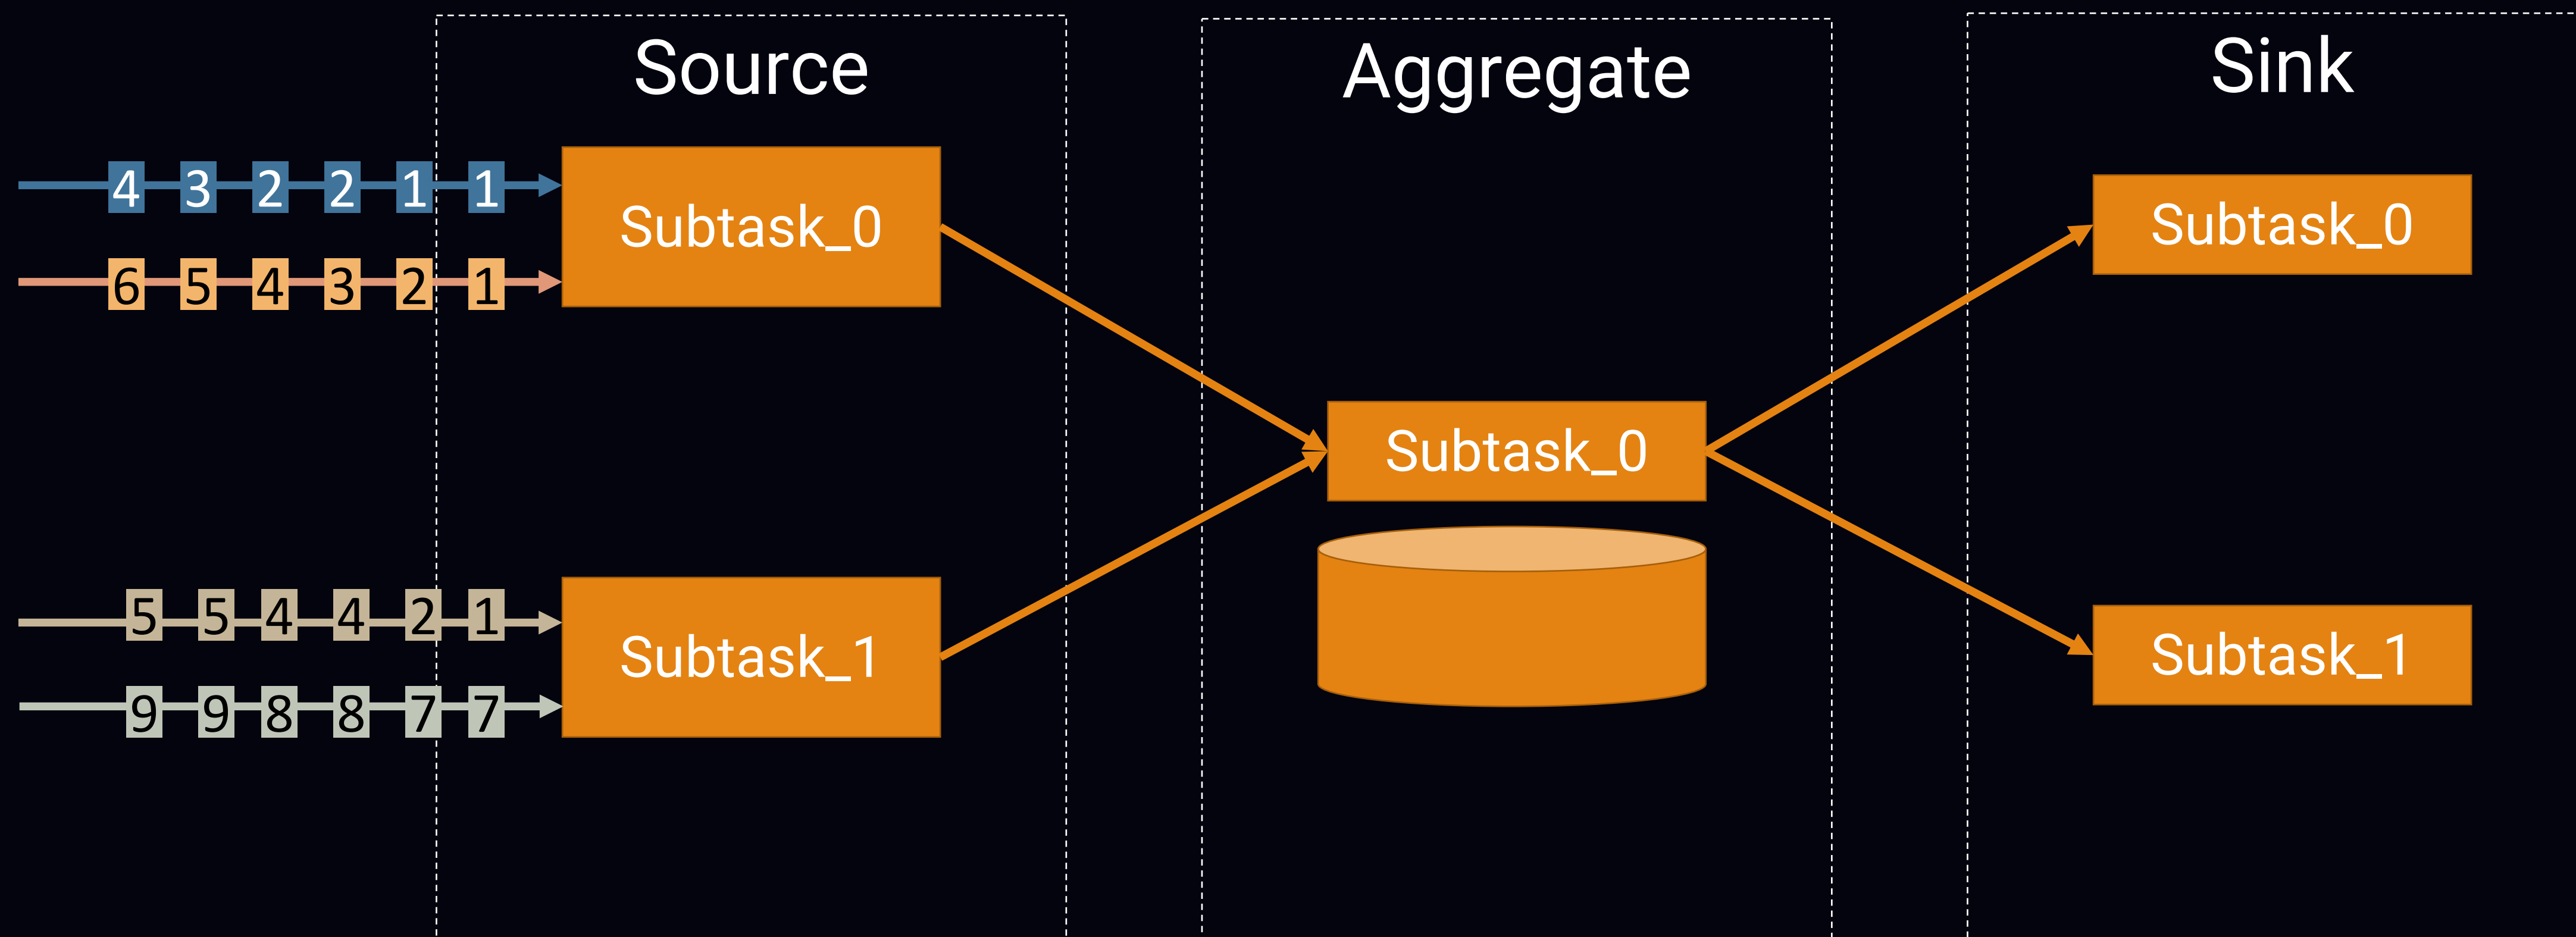 Source
Aggregate
Sink
4 3 2 2 1 1
6 5 4 3 2 1
Subtask_0
Subtask_0
Subtask_0
5 5 4 4 2 1
9 9 8 8 7 7
Subtask_1
Subtask_1